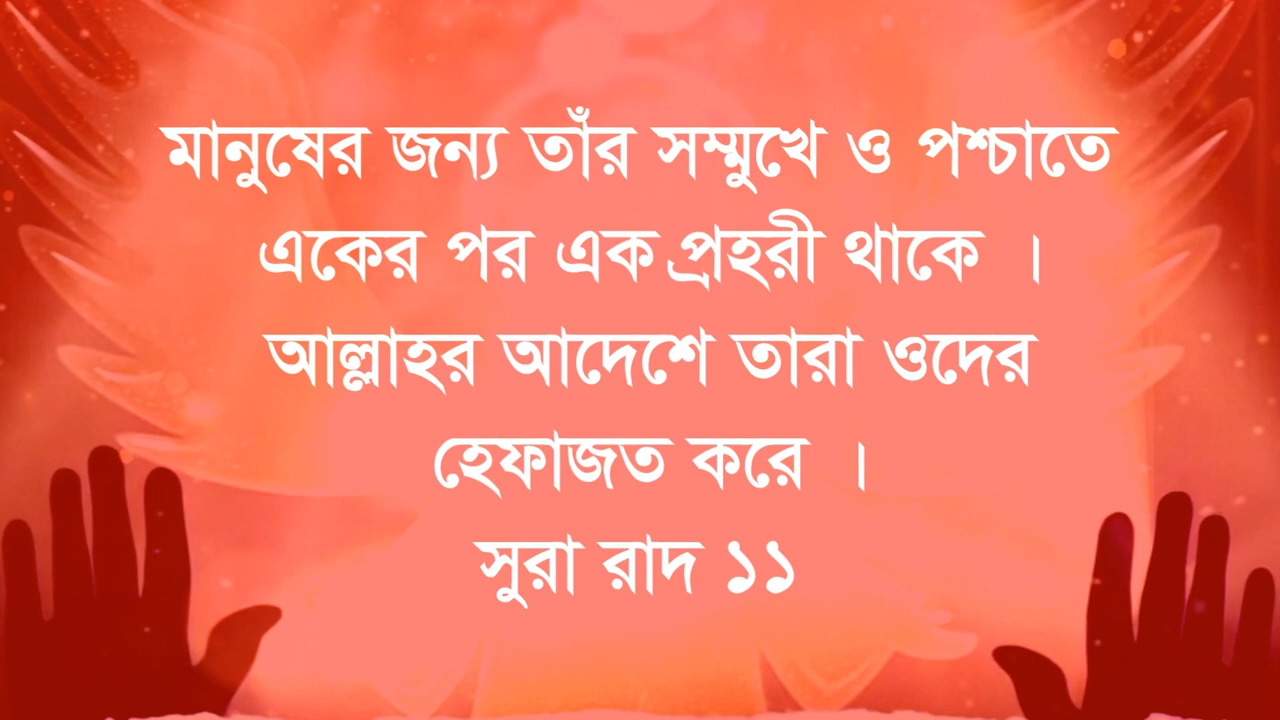 মানুষের জন্য তাঁর সম্মুখে ও পশ্চাতে
একের পর এক প্রহরী থাকে ।
আল্লাহর আদেশে তারা ওদের
হেফাজত করে ।
সুরা রাদ ১১